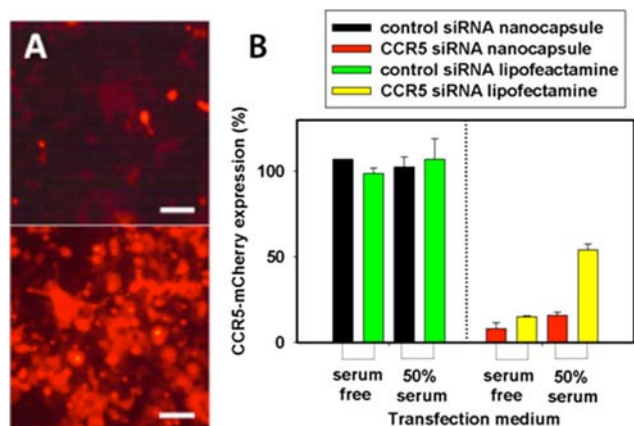 A
B
control siRNA nanocapsule
CCR5 siRNA nanocapsule
control siRNA lipofeactamine
CCR5 siRNA lipofectamine
CCR5-mCherry expression (%)
100
50
0
serum free
50% serum
serum free
50% serum
Transfection medium